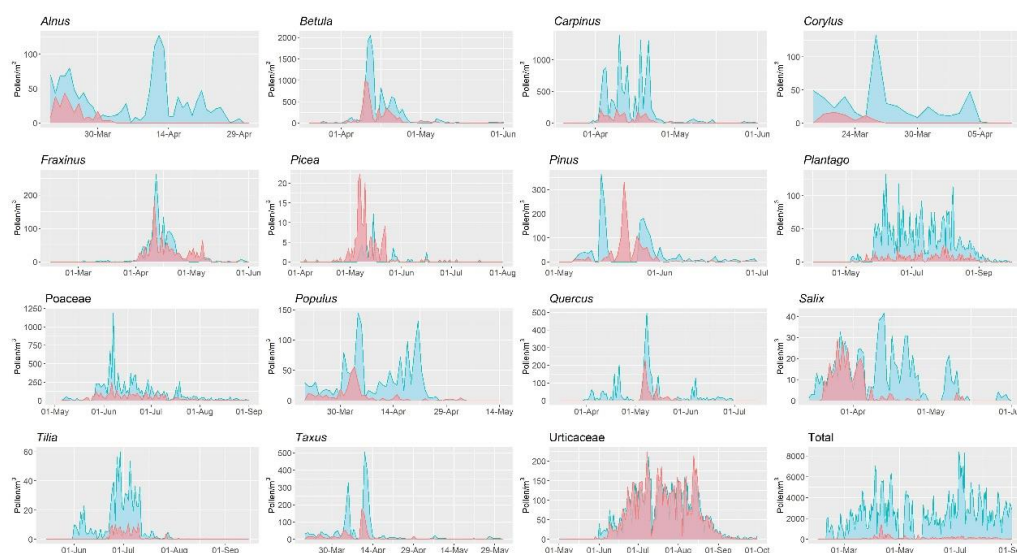 Alnus
Betula
Carpinus
Corylus
Pollen/m³
100
50
0
30-Mar
14-Apr
29-Apr
Pollen/m³
2000
1500
1000
500
0
01-Apr
01-May
01-Jun
Pollen/m³
1000
500
0
01-Apr
01-May
01-Jun
Pollen/m³
100
50
0
24-Mar
30-Mar
05-Apr
Fraxinus
Picea
Pinus
Plantago
Pollen/m³
200
100
0
01-Mar
01-Apr
01-May
01-Jun
Pollen/m³
20
15
10
5
0
01-Apr
01-May
01-Jun
01-Jul
01-Aug
Pollen/m³
300
200
100
0
01-May
01-Jun
01-Jul
Pollen/m³
100
50
0
01-May
01-Jul
01-Sep
Poaceae
Populus
Quercus
Salix
Pollen/m³
1250
1000
750
500
250
0
01-May
01-Jun
01-Jul
01-Aug
01-Sep
Pollen/m³
150
100
50
0
30-Mar
14-Apr
29-Apr
14-May
Pollen/m³
500
400
300
200
100
0
01-Apr
01-May
01-Jun
01-Jul
Pollen/m³
40
30
20
10
0
01-Apr
01-May
01-Ju
Tilia
Taxus
Urticaceae
Total
Pollen/m³
60
40
20
0
01-Jun
01-Jul
01-Aug
01-Sep
Pollen/m³
500
400
300
200
100
0
30-Mar
14-Apr
29-Apr
14-May
29-May
Pollen/m³
200
150
100
50
0
01-May
01-Jun
01-Jul
01-Aug
01-Sep
01-Oct
Pollen/m³
8000
6000
4000
2000
0
01-Mar
01-May
01-Jul
01-S